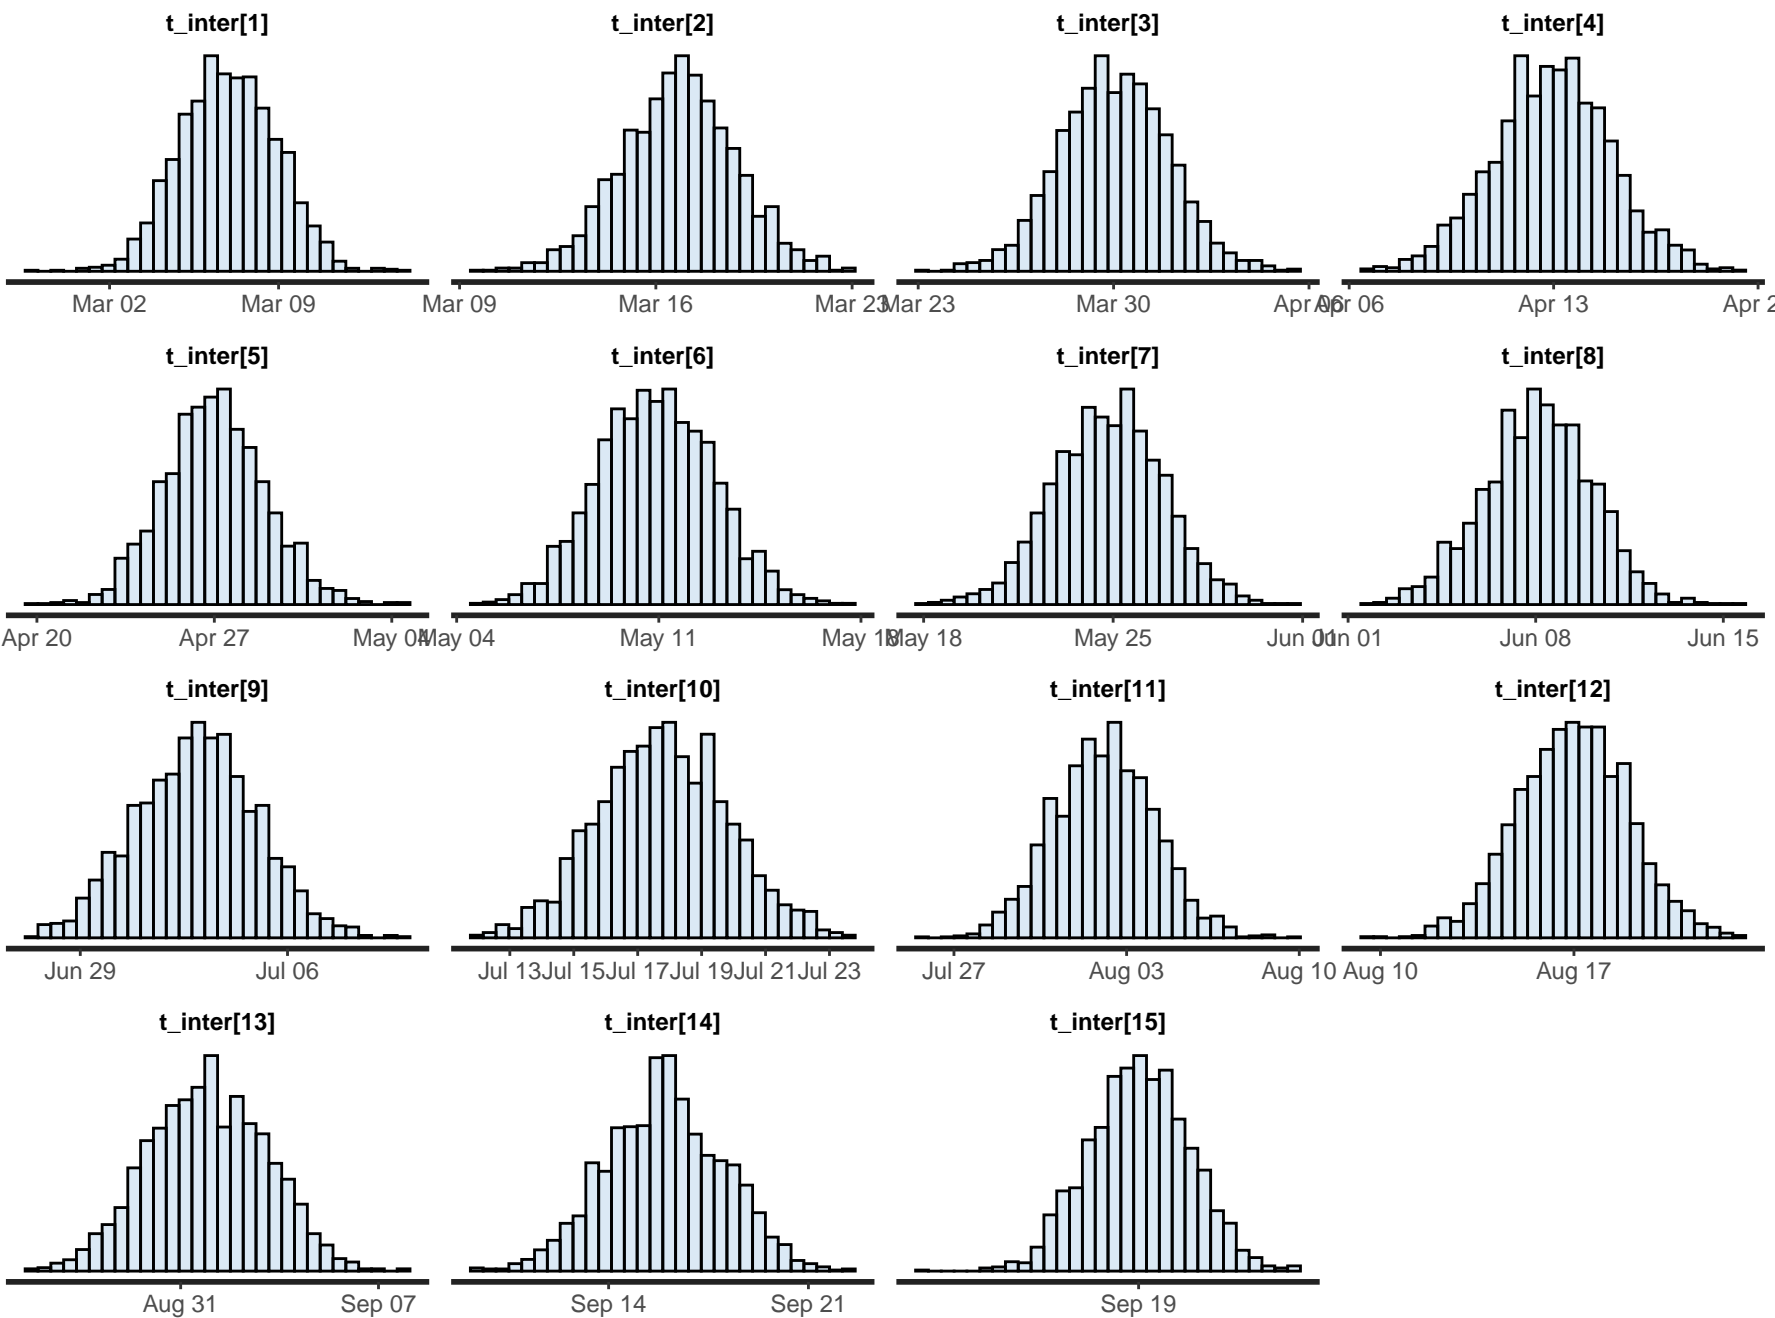 t_inter[1] t_inter[2] t_inter[3] t_inter[4]
Mar 02 Mar 09 Mar 09 Mar 16 Mar 23 Mar 23 Mar 30 Apr 06 Apr 06 Apr 13 Apr 2
t_inter[5] t_inter[6] t_inter[7] t_inter[8]
Apr 20 Apr 27 May 04 May 04 May 11 May 18 May 18 May 25 Jun 01 Jun 01 Jun 08 Jun 15
t_inter[9] t_inter[10] t_inter[11] t_inter[12]
Jun 29 Jul 06 Jul 13 Jul 15 Jul 17 Jul 19 Jul 21 Jul 23 Jul 27 Aug 03 Aug 10 Aug 10 Aug 17
t_inter[13] t_inter[14] t_inter[15]
Aug 31 Sep 07 Sep 14 Sep 21 Sep 19